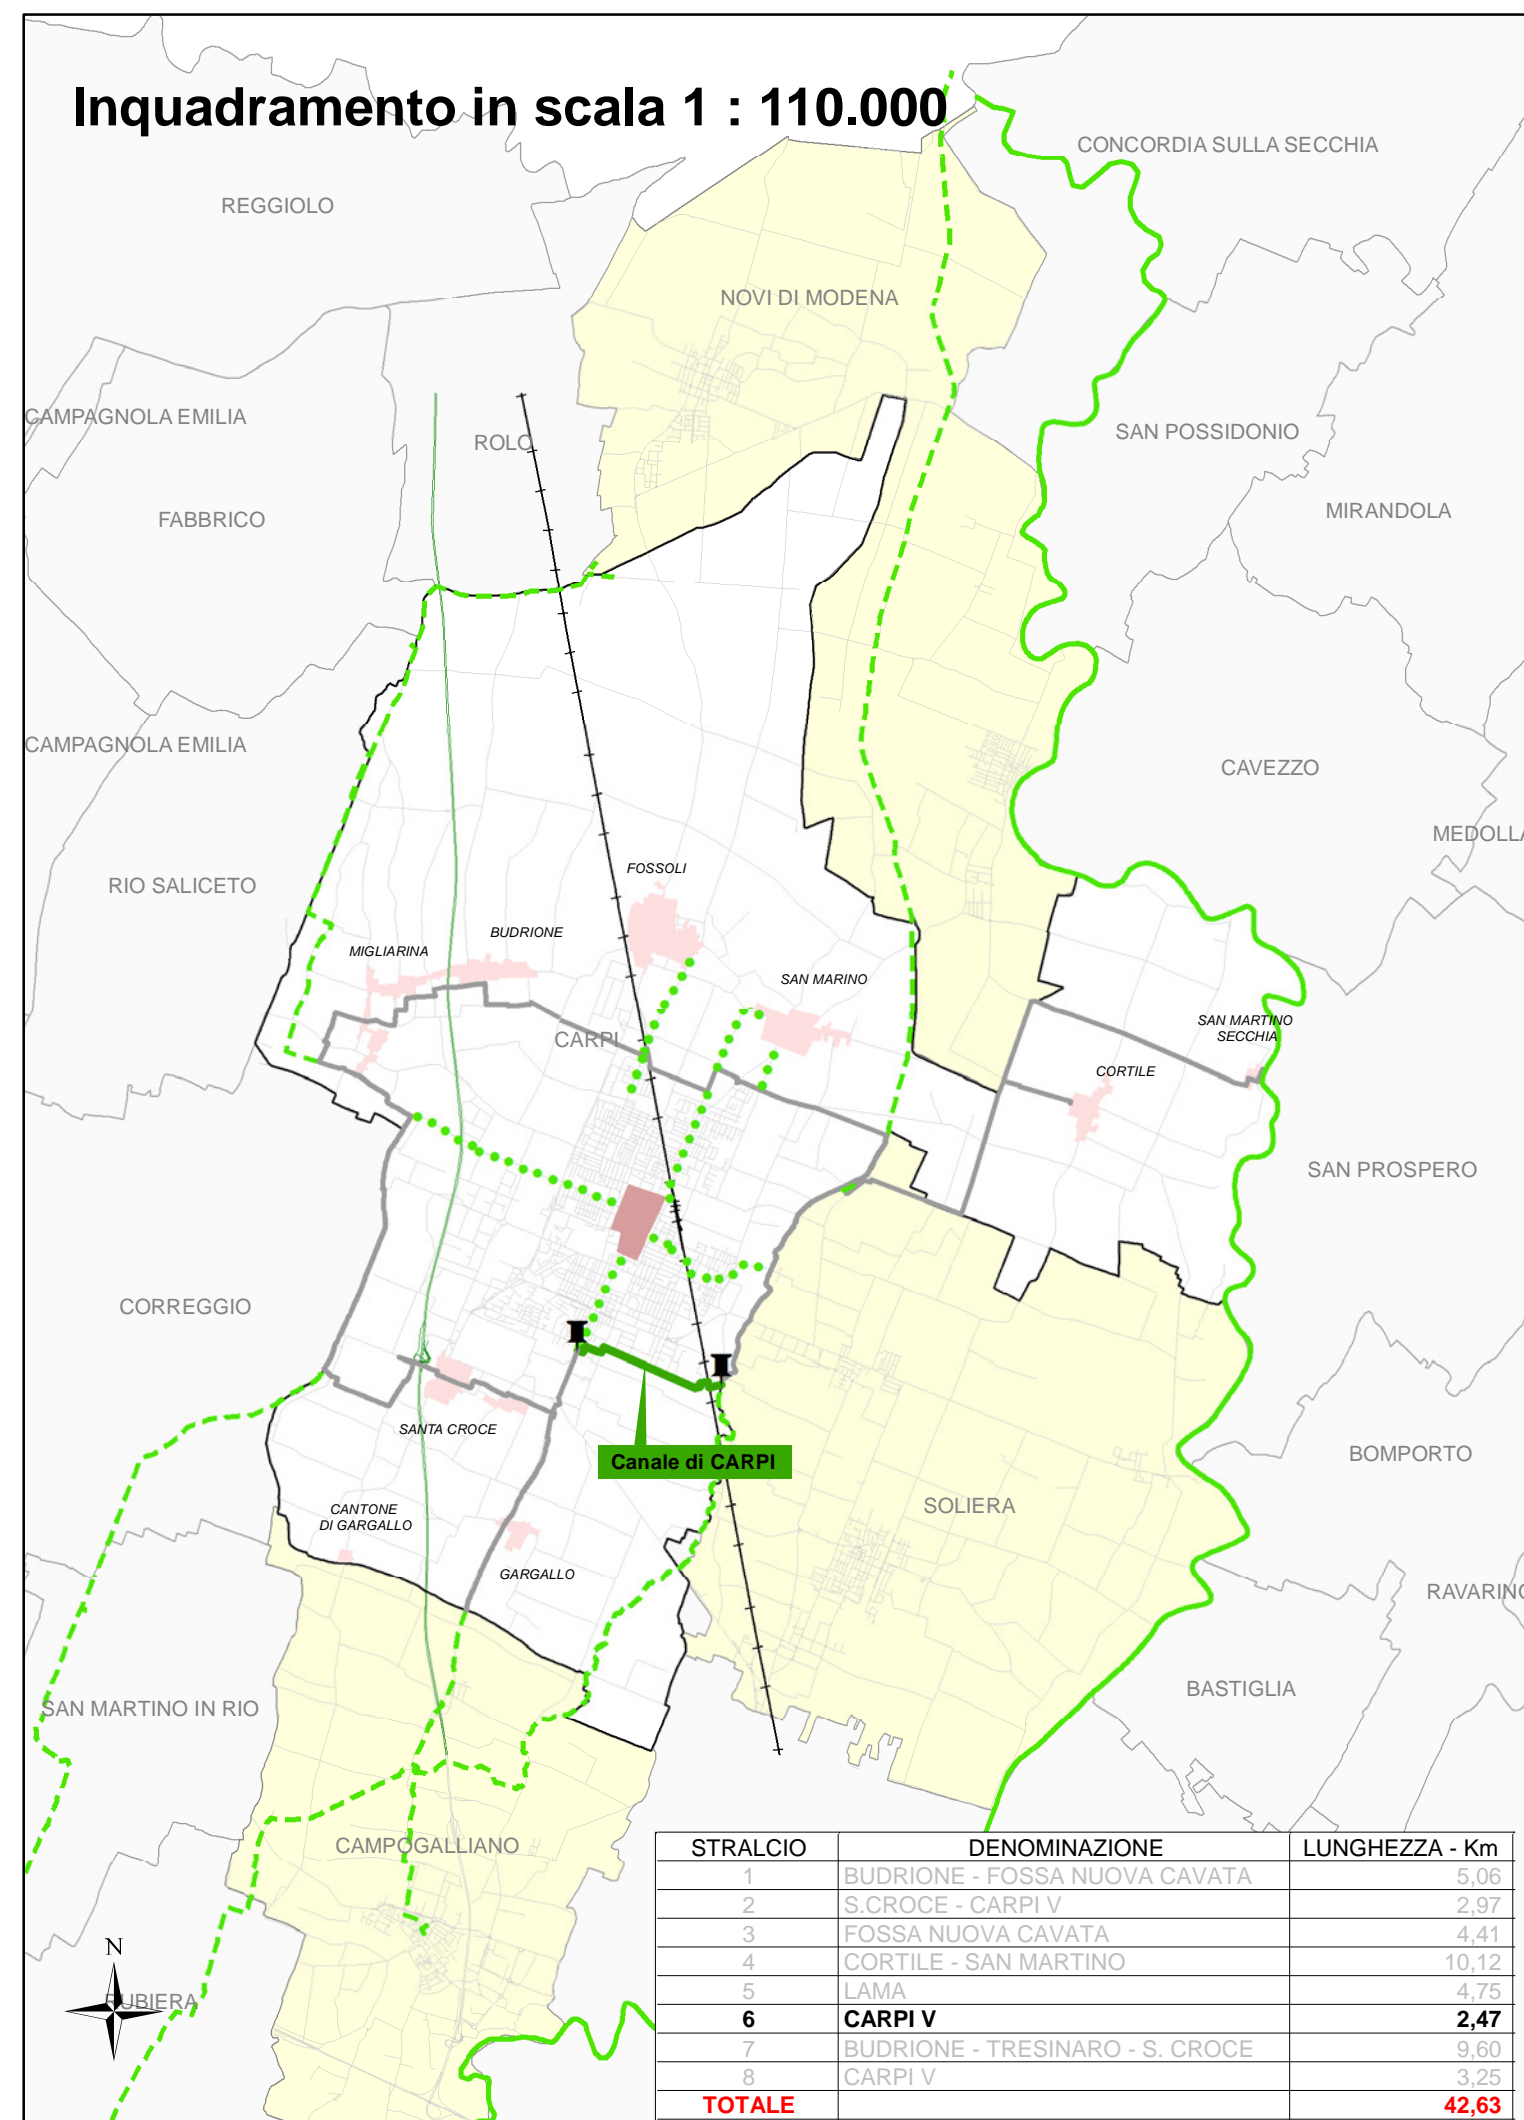 Inquadramento in scala 1 : 110.000
CONCORDIA SULLA SECCHIA
REGGIOLO
NOVI DI MODENA
CAMPAGNOLA EMILIA
ROLO
SAN POSSIDONIO
FABBRICO
MIRANDOLA
CAMPAGNOLA EMILIA
CAVEZZO
MEDOLLA
FOSSOLI
RIO SALICETO
BUDRIONE
MIGLIARINA
SAN MARINO
SAN MARTINO
SECCHIA
CARPI
CORTILE
SAN PROSPERO
CORREGGIO
SANTA CROCE
BOMPORTO
Canale di CARPI
SOLIERA
CANTONE
DI GARGALLO
GARGALLO
RAVARINO
BASTIGLIA
SAN MARTINO IN RIO
CAMPOGALLIANO
N
RUBIERA
STRALCIO DENOMINAZIONE LUNGHEZZA - Km
1 BUDRIONE - FOSSA NUOVA CAVATA 5,06
2 S.CROCE - CARPI V 2,97
3 FOSSA NUOVA CAVATA 4,41
4 CORTILE - SAN MARTINO 10,12
5 LAMA 4,75
6 CARPI V 2,47
7 BUDRIONE - TRESINARO - S. CROCE 9,60
8 CARPI V 3,25
TOTALE 42,63